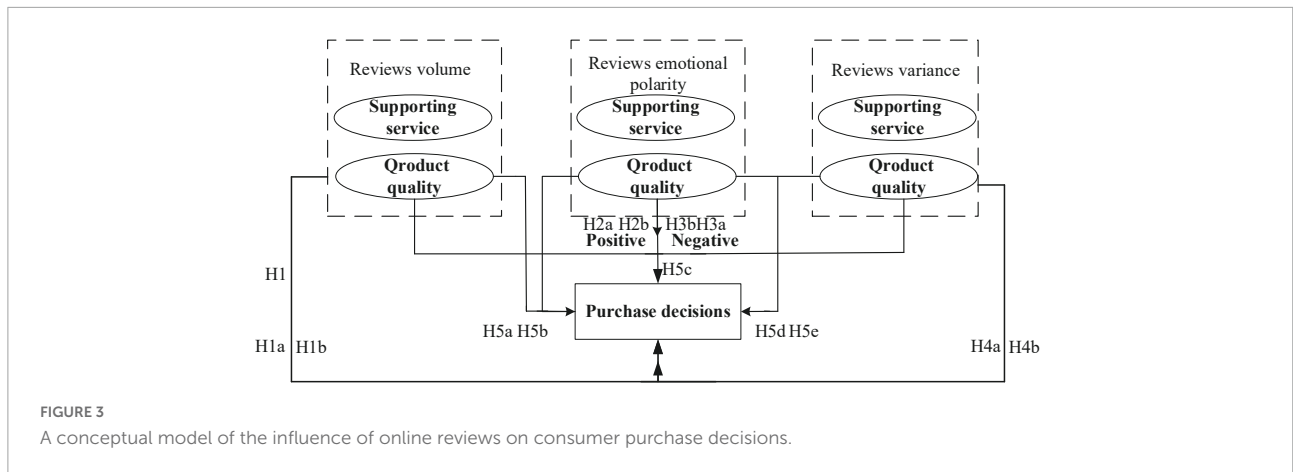 Reviews volume
Supporting
service
Qroduct
quality
Reviews emotional
polarity
Supporting
service
Qroduct
quality
Reviews variance
Supporting
service
Qroduct
quality
H2a H2b H3bH3a
Positive Negative
H1
H5c
Purchase decisions
H5a H5b
H5d H5e
H1a H1b
H4a H4b
FIGURE 3
A conceptual model of the influence of online reviews on consumer purchase decisions.